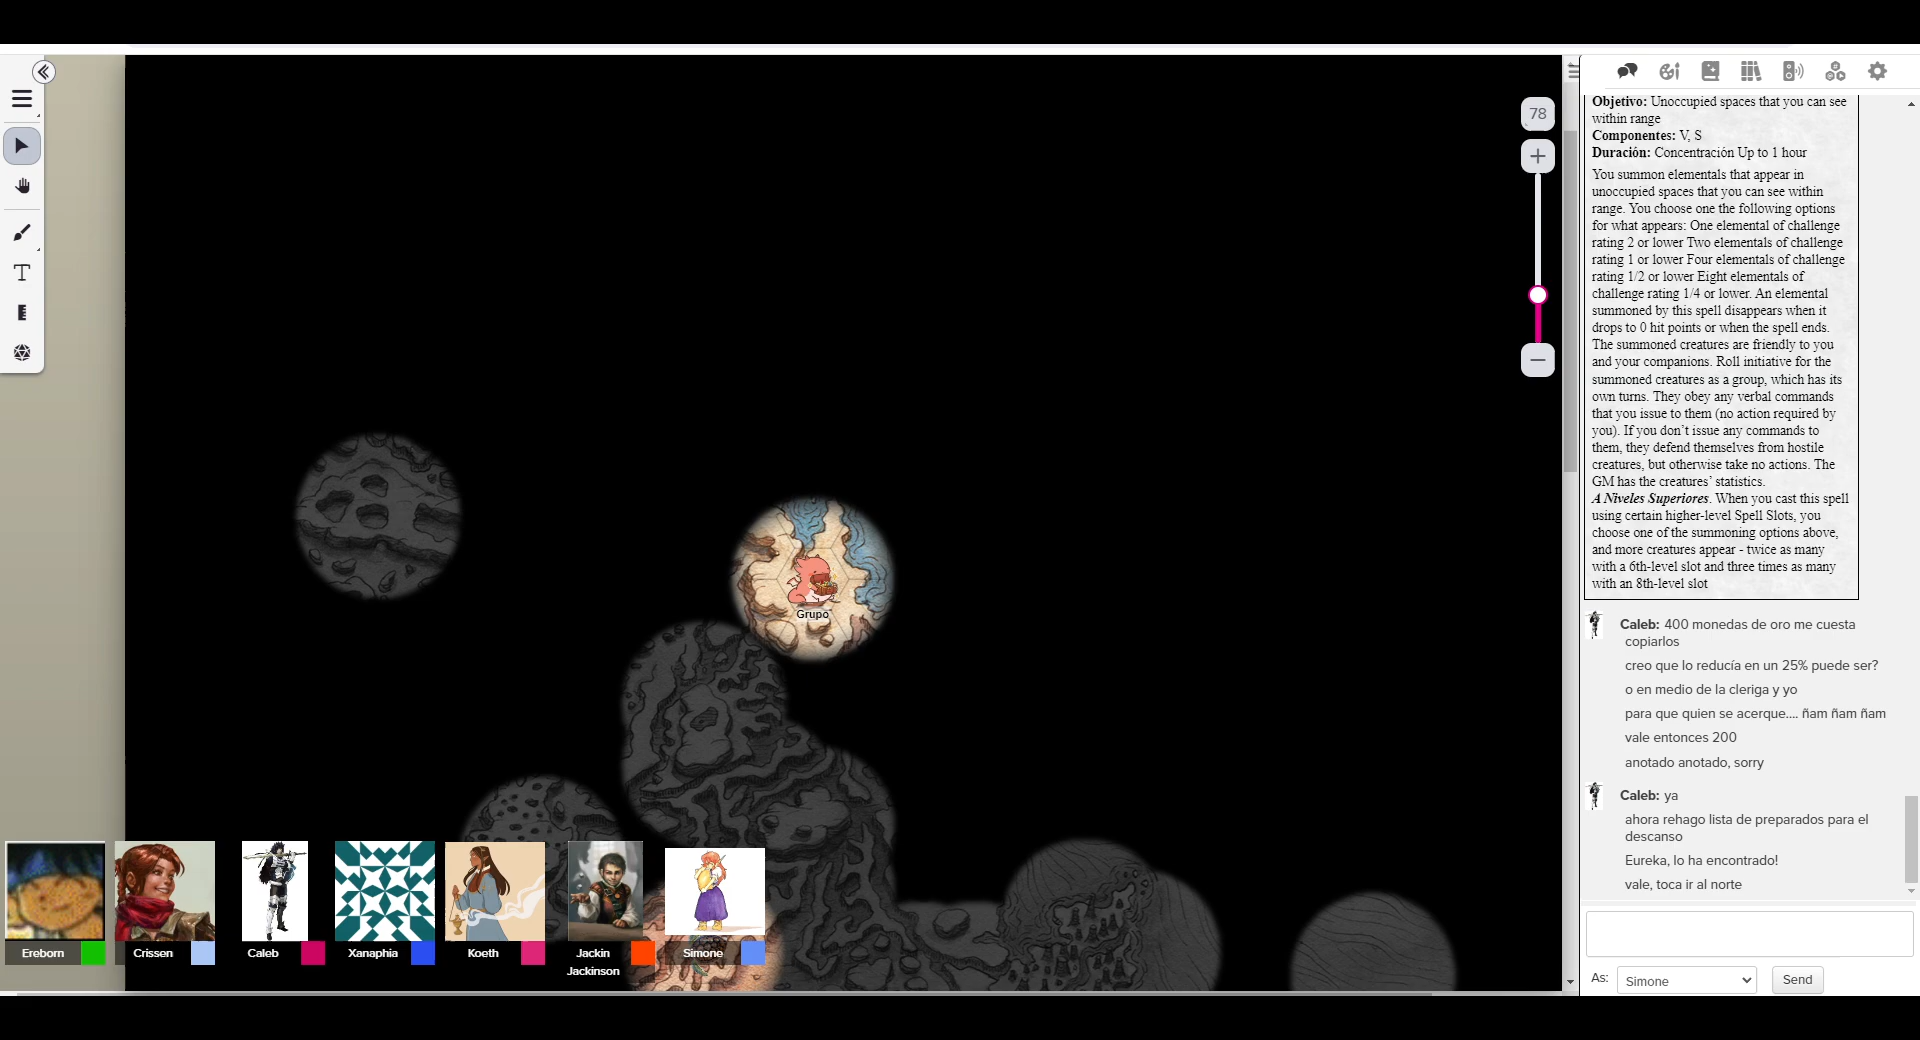 78
Grupo
Ereborn
Crissen
Caleb
Xanaphia
Koeth
Jackin
Jackinson
Simone
Objetivo: Unoccupied spaces that you can see
within range
Componentes: V, S
Duración: Concentración Up to 1 hour
You summon elementals that appear in
unoccupied spaces that you can see within
range. You choose one the following options
for what appears: One elemental of challenge
rating 2 or lower Two elementals of challenge
rating 1 or lower Four elementals of challenge
rating 1/2 or lower Eight elementals of
challenge rating 1/4 or lower. An elemental
summoned by this spell disappears when it
drops to 0 hit points or when the spell ends.
The summoned creatures are friendly to you
and your companions. Roll initiative for the
summoned creatures as a group, which has its
own turns. They obey any verbal commands
that you issue to them (no action required by
you). If you don’t issue any commands to
them, they defend themselves from hostile
creatures, but otherwise take no actions. The
GM has the creatures’ statistics.
A Niveles Superiores. When you cast this spell
using certain higher-level Spell Slots, you
choose one of the summoning options above,
and more creatures appear - twice as many
with a 6th-level slot and three times as many
with an 8th-level slot
Caleb: 400 monedas de oro me cuesta
copiarlos
creo que lo reducía en un 25% puede ser?
o en medio de la cleriga y yo
para que quien se acerque.... ñam ñam ñam
vale entonces 200
anotado anotado, sorry
Caleb: ya
ahora rehago lista de preparados para el
descanso
Eureka, lo ha encontrado!
vale, toca ir al norte
As: Simone Send